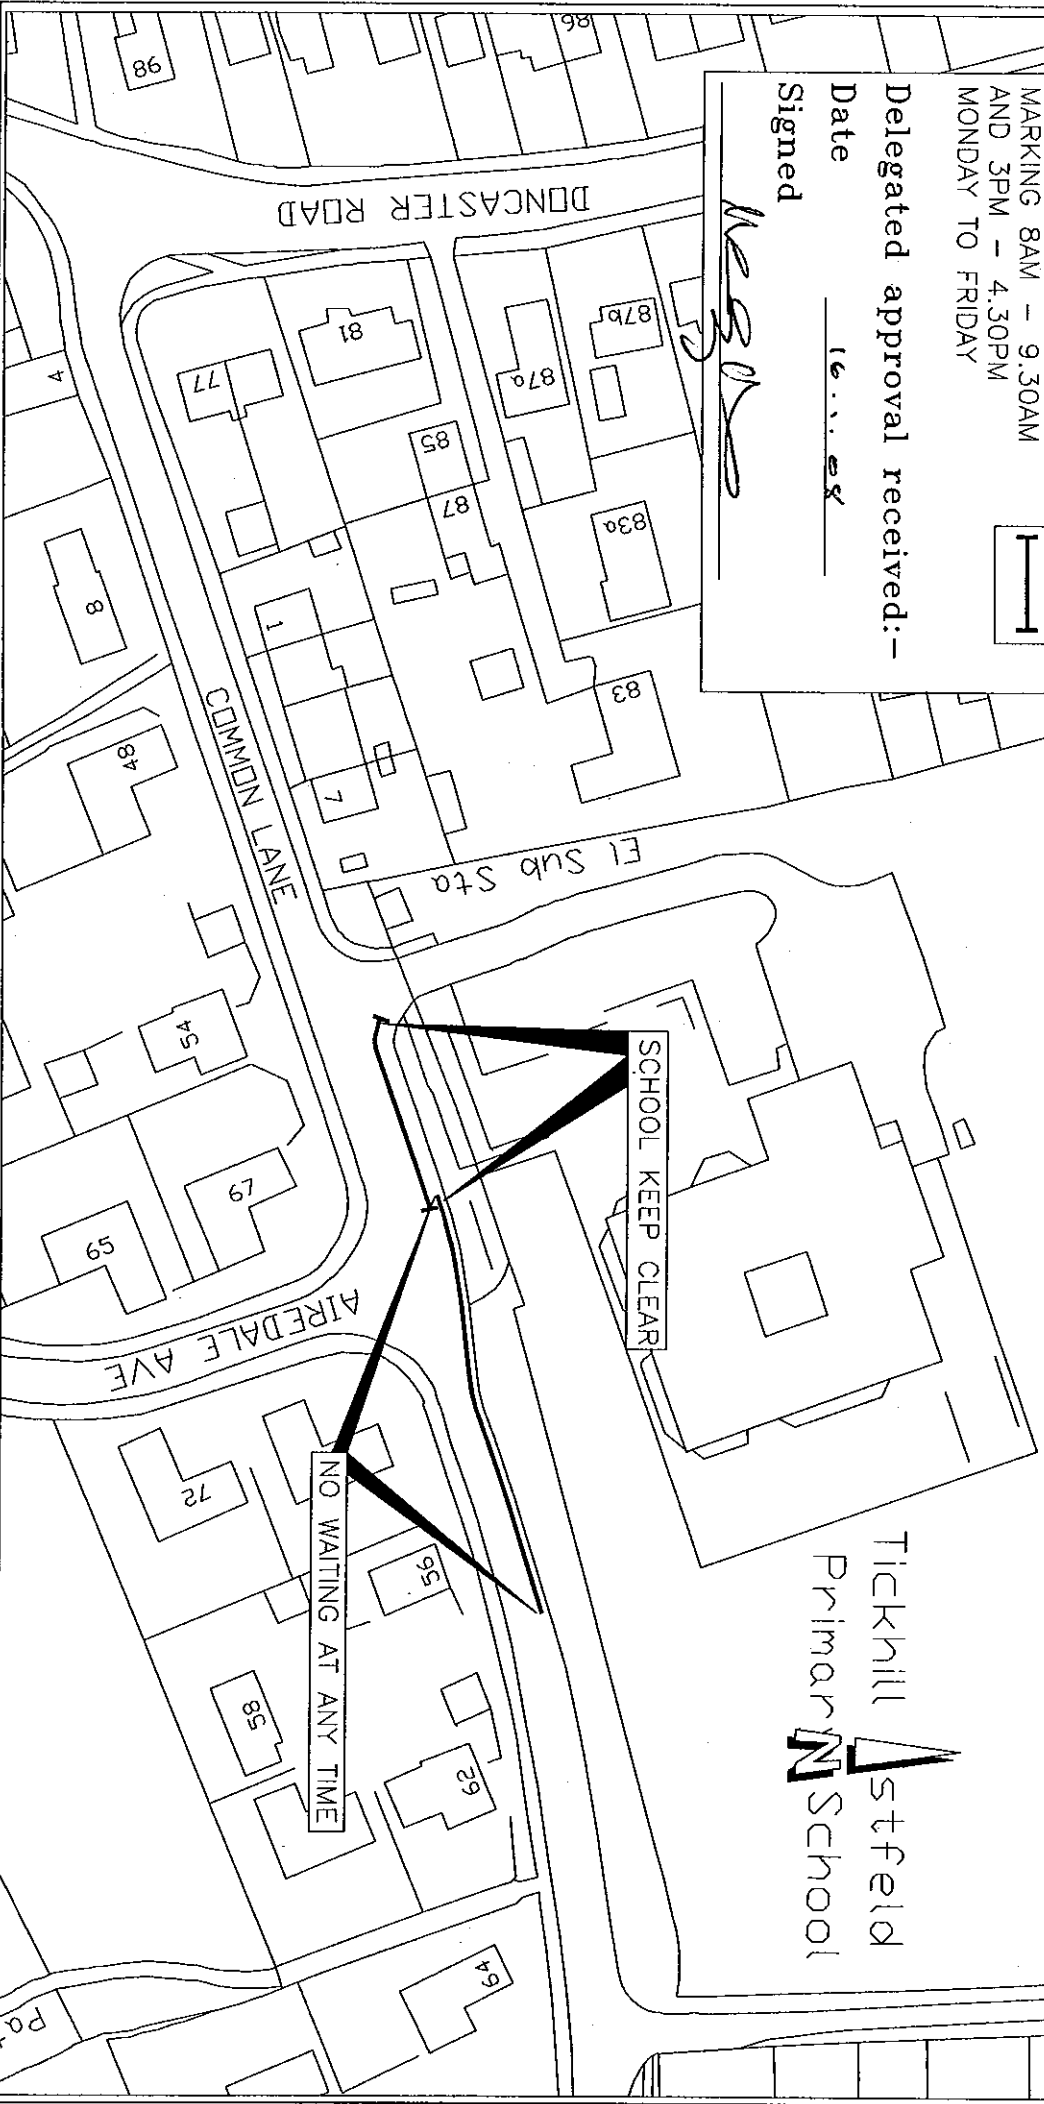 MARKING 8AM - 9.30AM
AND 3PM - 4.30PM
MONDAY TO FRIDAY
Delegated approval received:-
Date
Signed
DONCASTER ROAD
COMMON LANE
AIREDALE AVE
El Sub Sta
SCHOOL KEEP CLEAR
NO WAITING AT ANY TIME
Tickhill stfeld
Primary School
N
98
86
81
77
87b
87a
85
87
83a
83
4
8
1
7
48
54
67
65
72
56
58
62
64
Pa